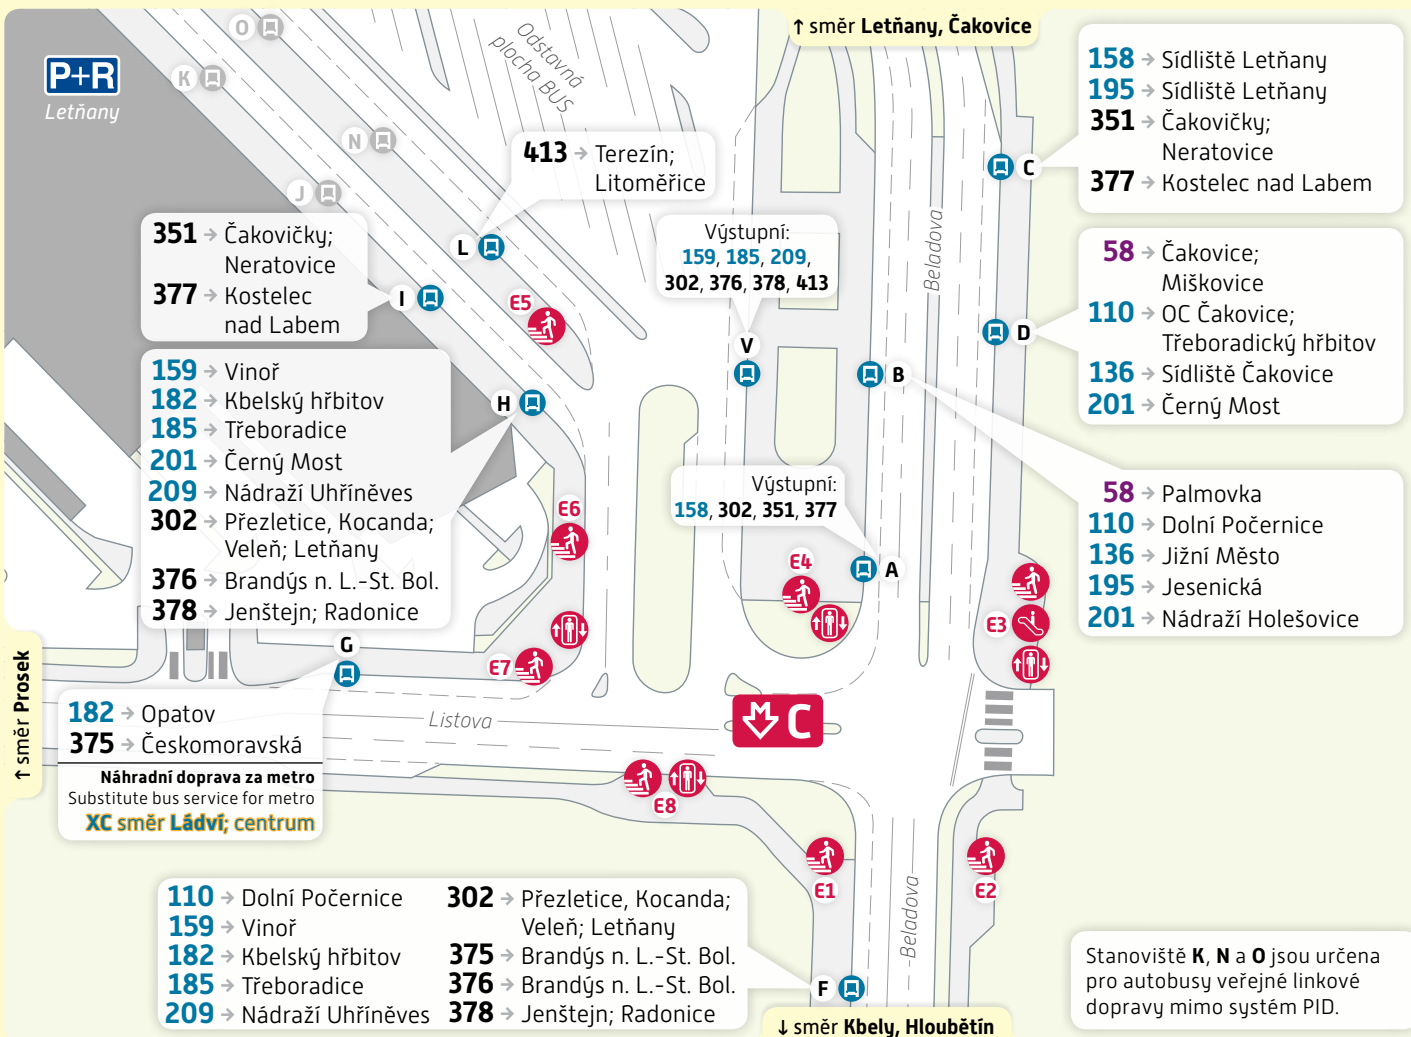 ↑ směr Letňany, Čakovice
P+R
Letňany
O
K
N
J
Odstavná
plocha BUS
413 → Terezín;
Litoměřice
L
351 → Čakovičky;
Neratovice
377 → Kostelec
nad Labem
I
E5
Výstupní:
159, 185, 209,
302, 376, 378, 413
V
Beladova
158 → Sídliště Letňany
195 → Sídliště Letňany
351 → Čakovičky;
Neratovice
377 → Kostelec nad Labem
C
58 → Čakovice;
Miškovice
110 → OC Čakovice;
Třeboradický hřbitov
136 → Sídliště Čakovice
201 → Černý Most
D
B
58 → Palmovka
110 → Dolní Počernice
136 → Jižní Město
195 → Jesenická
201 → Nádraží Holešovice
159 → Vinoř
182 → Kbelský hřbitov
185 → Třeboradice
201 → Černý Most
209 → Nádraží Uhříněves
302 → Přezletice, Kocanda;
Veleň; Letňany
376 → Brandýs n. L.-St. Bol.
378 → Jenštejn; Radonice
H
Výstupní:
158, 302, 351, 377
A
E6
E4
E3
E7
G
↑ směr Prosek
182 → Opatov
375 → Českomoravská
Náhradní doprava za metro
Substitute bus service for metro
XC směr Ládví; centrum
Listova
C
E8
E1
E2
Beladova
110 → Dolní Počernice
159 → Vinoř
182 → Kbelský hřbitov
185 → Třeboradice
209 → Nádraží Uhříněves
302 → Přezletice, Kocanda;
Veleň; Letňany
375 → Brandýs n. L.-St. Bol.
376 → Brandýs n. L.-St. Bol.
378 → Jenštejn; Radonice
F
↓ směr Kbely, Hloubětín
Stanoviště K, N a O jsou určena
pro autobusy veřejné linkové
dopravy mimo systém PID.